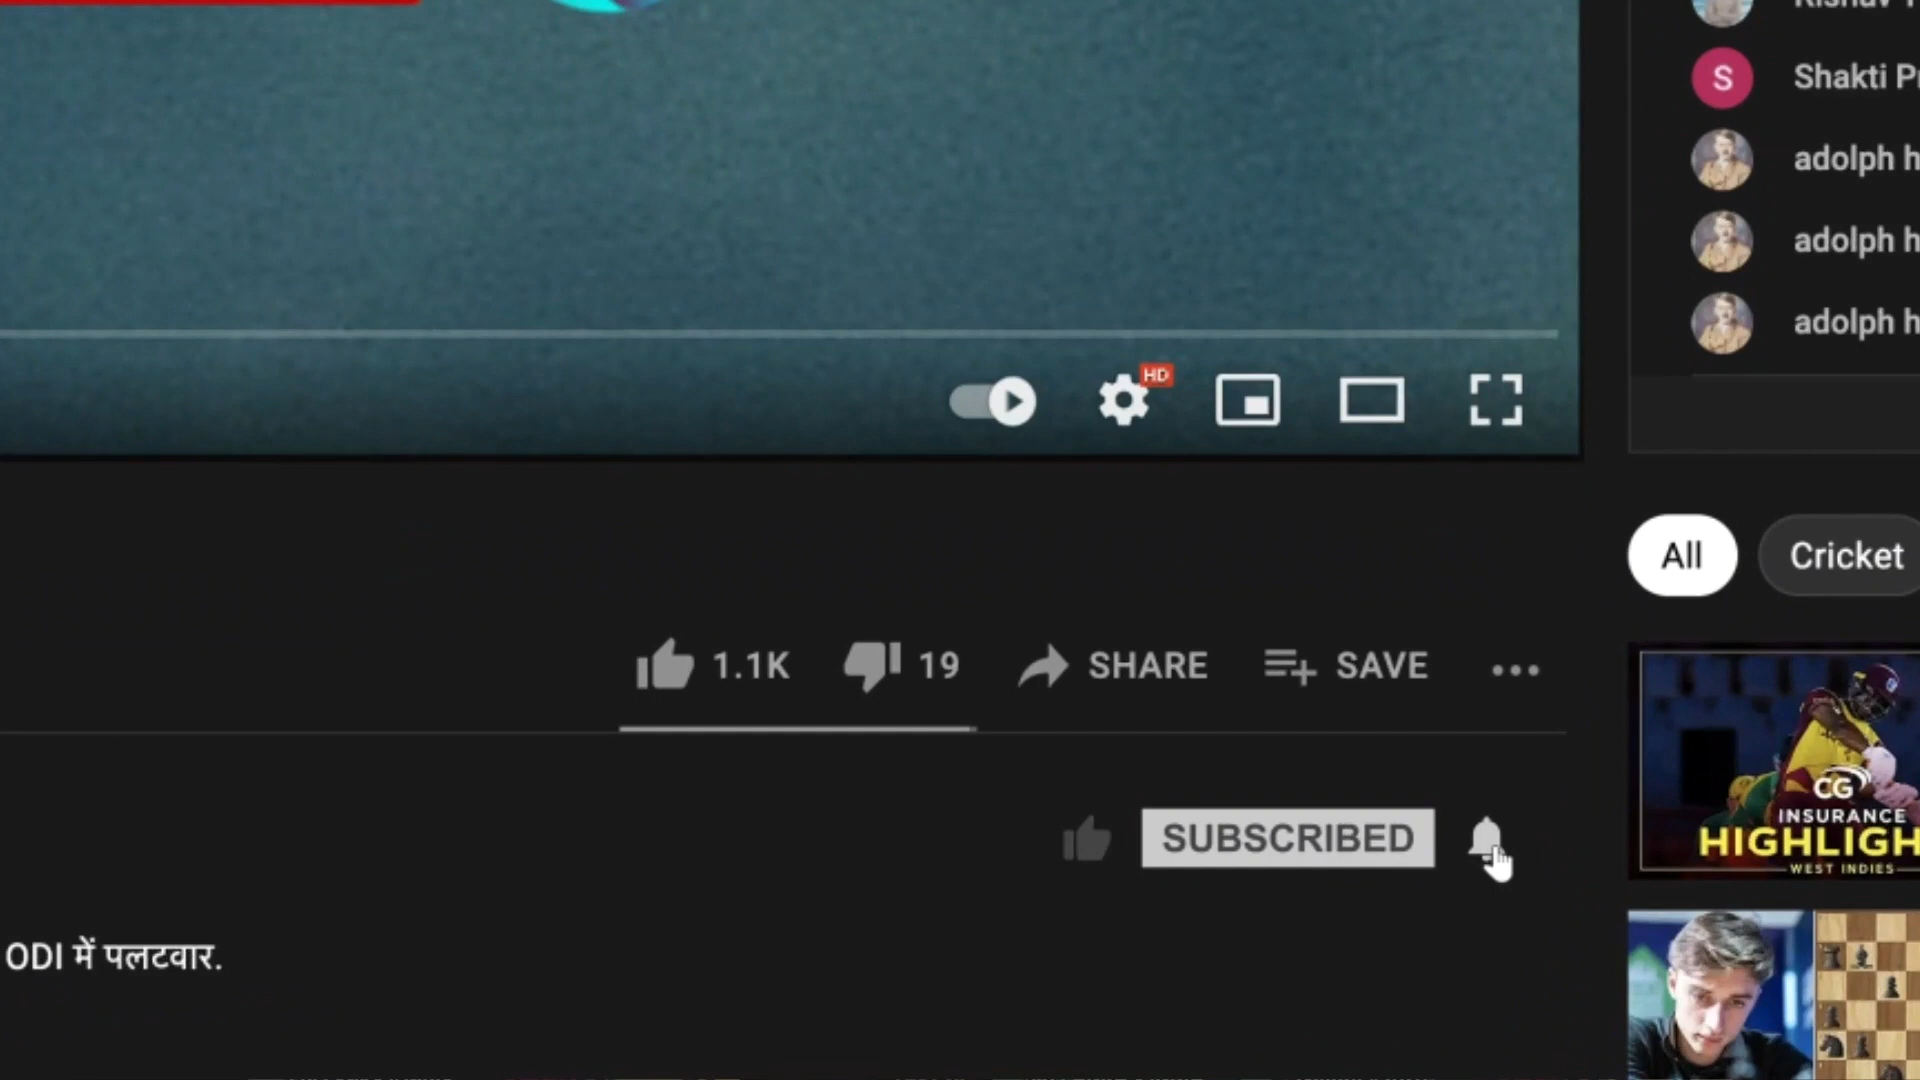 Shakti
adolph
adolph
adolph
HD
All
Cricket
1.1K
19
SHARE
SAVE
CG
INSURANCE
WEST INDIES
SUBSCRIBED
ODI में पलटवार.